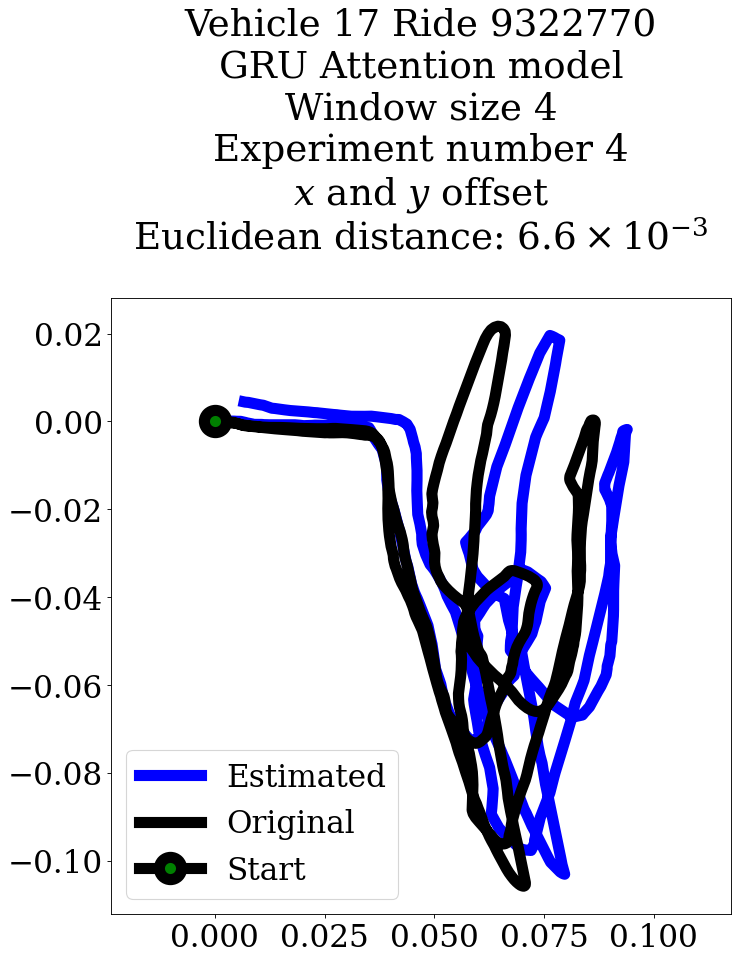 Vehicle 17 Ride 9322770
GRU Attention model
Window size 4
Experiment number 4
x and y offset
Euclidean distance: 6.6 × 10⁻³
0.02
0.00
−0.02
−0.04
−0.06
−0.08
−0.10
Estimated
Original
Start
0.000 0.025 0.050 0.075 0.100